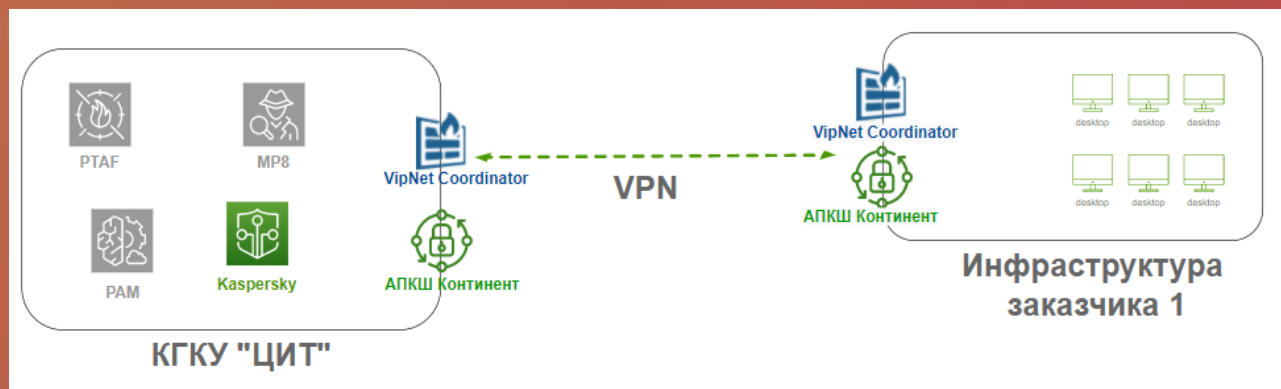 PTAF
MP8
VipNet Coordinator
PAM
Kaspersky
АПКШ Континент
КГКУ "ЦИТ"
VPN
VipNet Coordinator
АПКШ Континент
desktop desktop desktop
desktop desktop desktop
Инфраструктура
заказчика 1